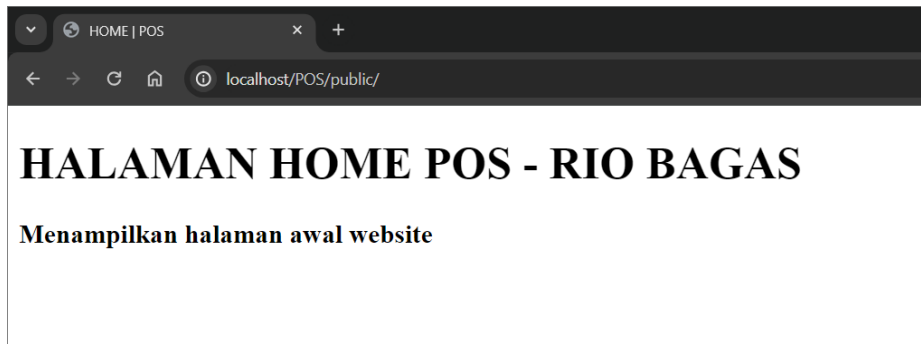 HOME | POS
localhost/POS/public/
HALAMAN HOME POS - RIO BAGAS
Menampilkan halaman awal website